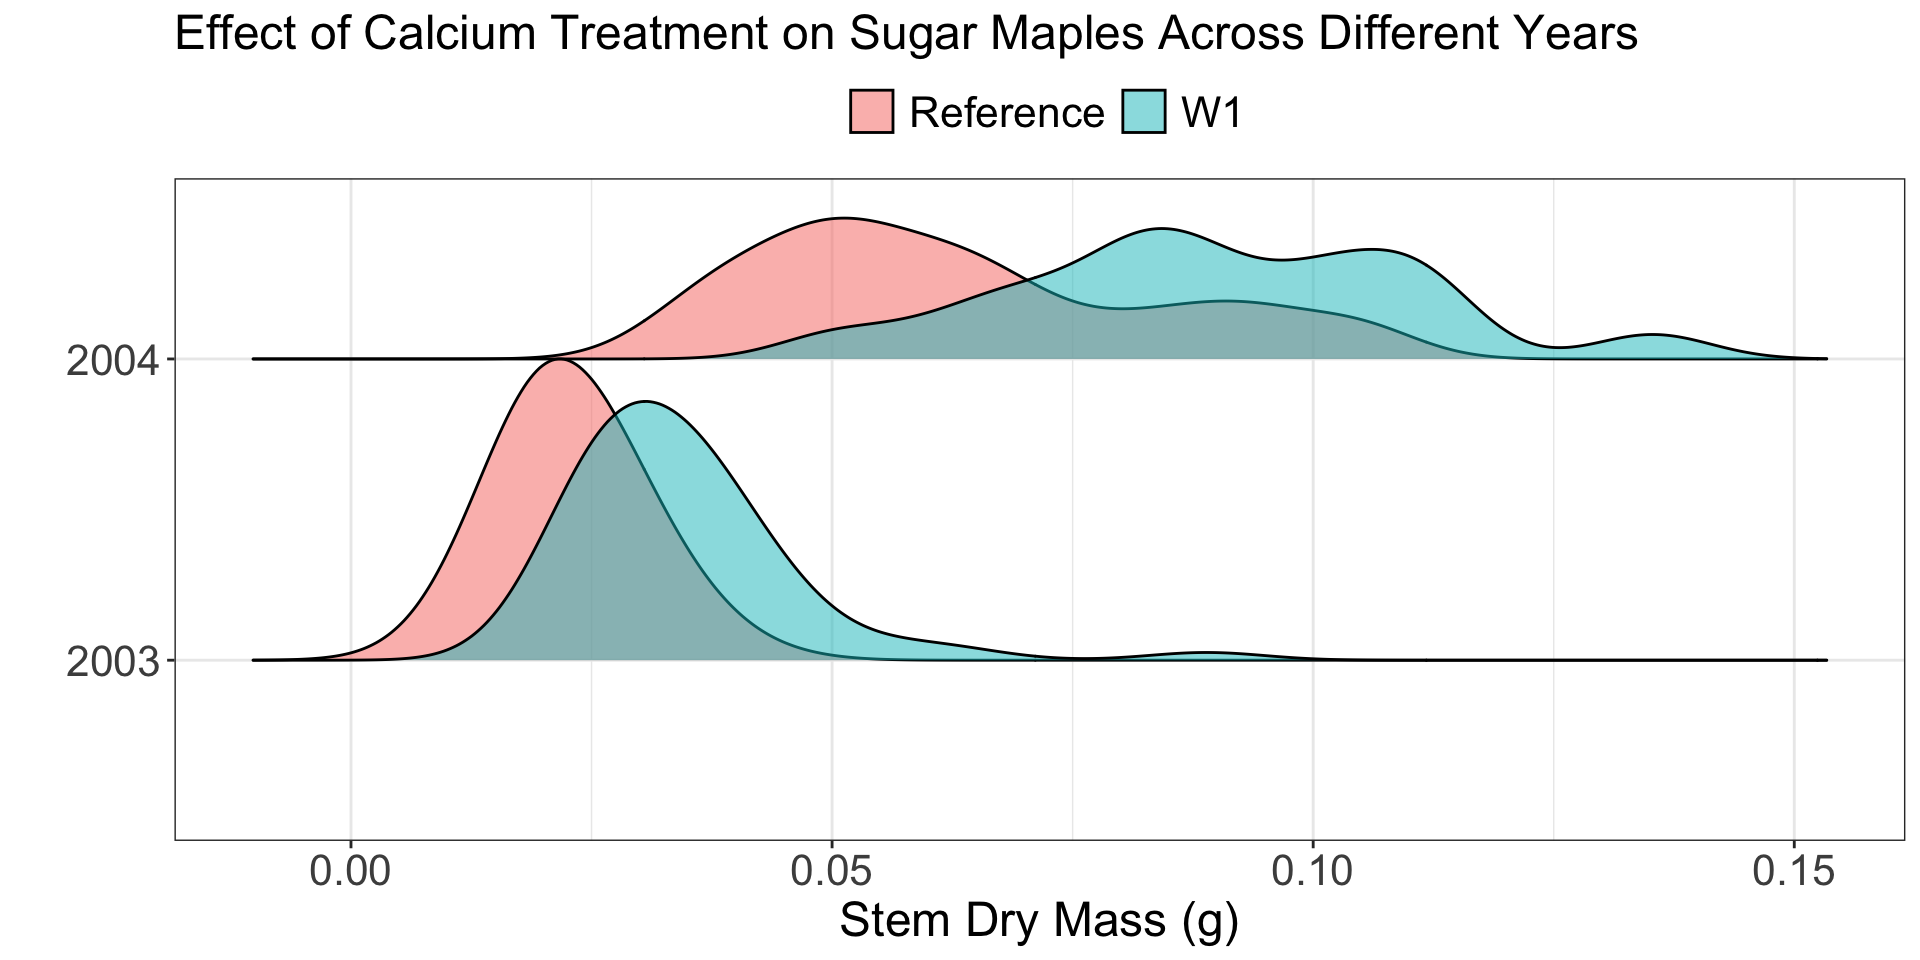 Effect of Calcium Treatment on Sugar Maples Across Different Years
Reference W1
2004
2003
0.00 0.05 0.10 0.15
Stem Dry Mass (g)